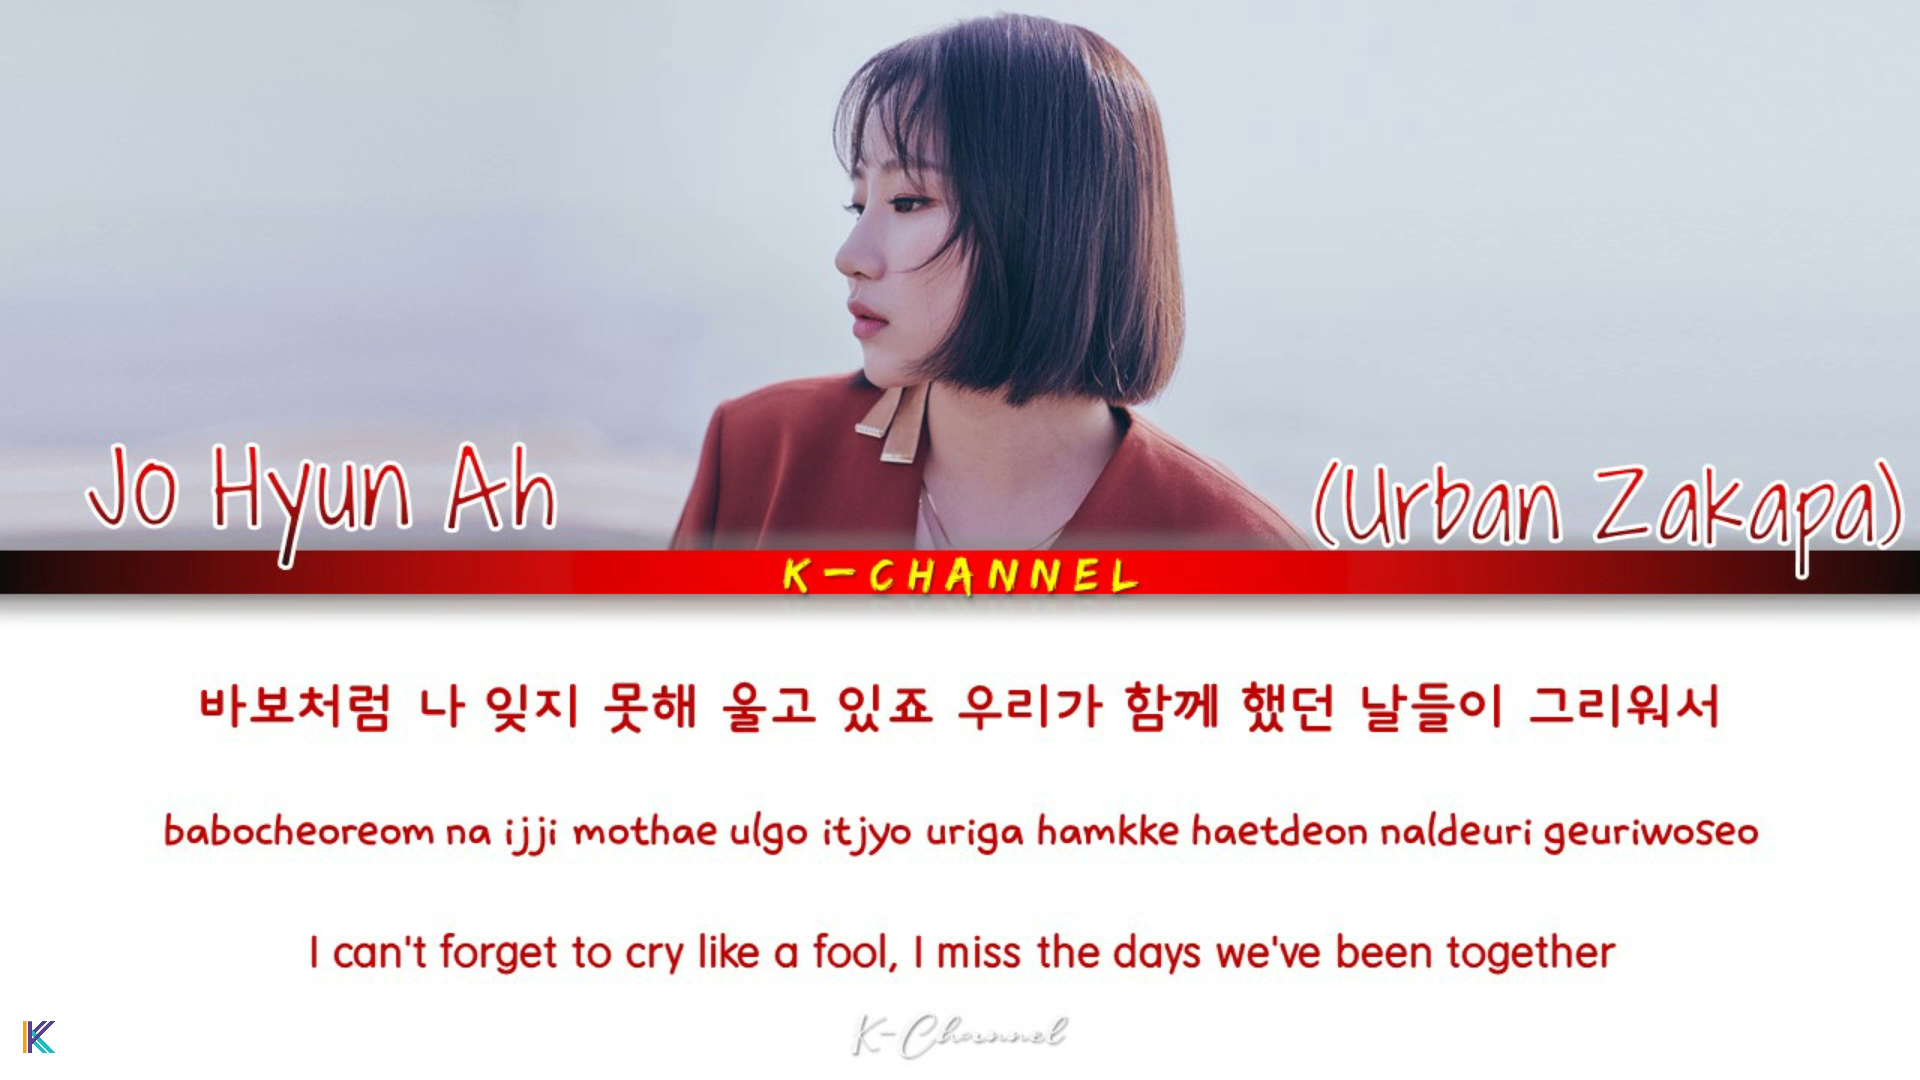 Jo Hyun Ah (Urban Zakapa)
K-CHANNEL
바보처럼 나 잊지 못해 울고 있죠 우리가 함께 했던 날들이 그리워서
babocheoreom na ijji mothae ulgo itjyo uriga hamkke haetdeon naldeuri geuriwoseo
I can't forget to cry like a fool, I miss the days we've been together
K-Channel
K